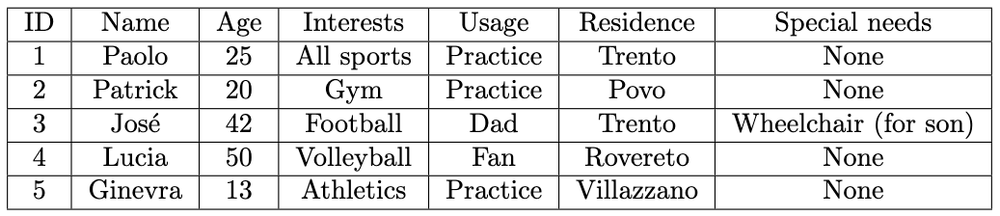 ID Name Age Interests Usage Residence Special needs
1 Paolo 25 All sports Practice Trento None
2 Patrick 20 Gym Practice Povo None
3 José 42 Football Dad Trento Wheelchair (for son)
4 Lucia 50 Volleyball Fan Rovereto None
5 Ginevra 13 Athletics Practice Villazzano None